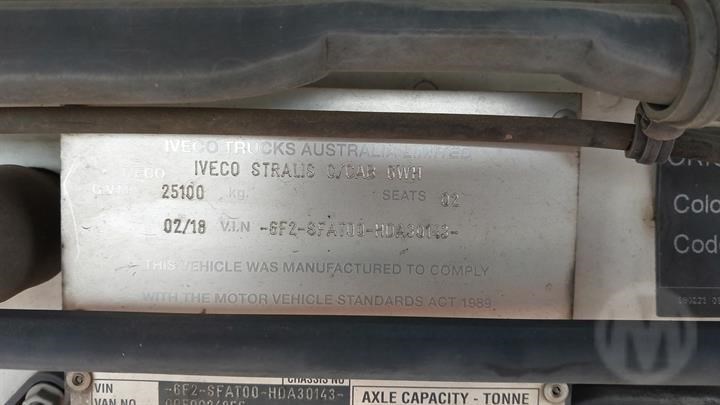 IVECO TRUCKS AUSTRALIA LIMITED
IVECO IVECO STRALIS O/CAB 6WH
G.V.M. 25100 kg. SEATS 02
02/18 V.I.N -6F2-SFAT00-HDA30143-
THIS VEHICLE WAS MANUFACTURED TO COMPLY
WITH THE MOTOR VEHICLE STANDARDS ACT 1989
Colo
Code
CHASSIS NO
VIN -6F2-SFAT00-HDA30143-
VAN NO
AXLE CAPACITY - TONNE
M